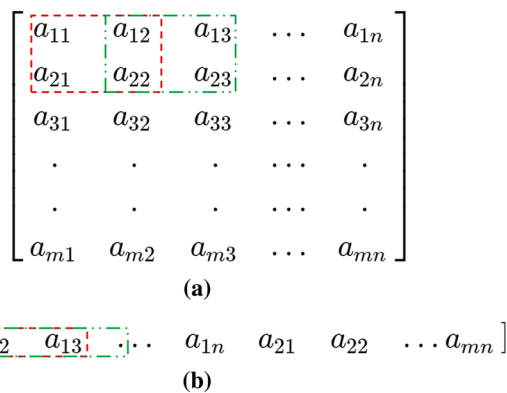 a11 a12 a13 ... a1n
a21 a22 a23 ... a2n
a31 a32 a33 ... a3n
. . . ... .
. . . ... .
am1 am2 am3 ... amn
(a)
2 a13 ... a1n a21 a22 ... amn ]
(b)